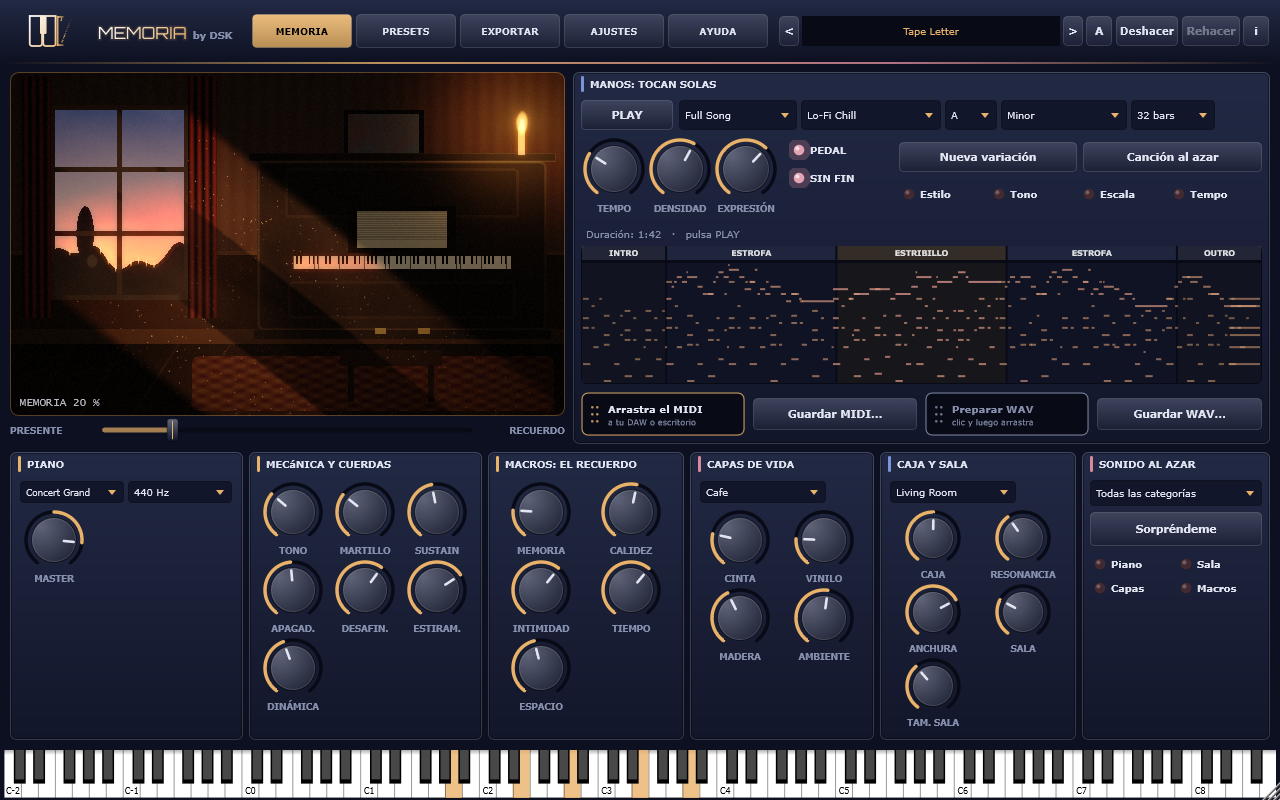 MEMORIA by DSK
MEMORIA
PRESETS
EXPORTAR
AJUSTES
AYUDA
<
Tape Letter
>
A
Deshacer
Rehacer
i
MANOS: TOCAN SOLAS
PLAY
Full Song
Lo-Fi Chill
A
Minor
32 bars
PEDAL
SIN FIN
Nueva variación
Canción al azar
Estilo
Tono
Escala
Tempo
TEMPO
DENSIDAD
EXPRESIÓN
Duración: 1:42 · pulsa PLAY
INTRO
ESTROFA
ESTRIBILLO
ESTROFA
OUTRO
Arrastra el MIDI
a tu DAW o escritorio
Guardar MIDI...
Preparar WAV
clic y luego arrastra
Guardar WAV...
MEMORIA 20 %
PRESENTE
RECUERDO
PIANO
Concert Grand
440 Hz
MASTER
MECáNICA Y CUERDAS
TONO
MARTILLO
SUSTAIN
APAGAD.
DESAFIN.
ESTIRAM.
DINÁMICA
MACROS: EL RECUERDO
MEMORIA
CALIDEZ
INTIMIDAD
TIEMPO
ESPACIO
CAPAS DE VIDA
Cafe
CINTA
VINILO
MADERA
AMBIENTE
CAJA Y SALA
Living Room
CAJA
RESONANCIA
ANCHURA
SALA
TAM. SALA
SONIDO AL AZAR
Todas las categorías
Sorpréndeme
Piano
Sala
Capas
Macros
C-2
C-1
C0
C1
C2
C3
C4
C5
C6
C7
C8